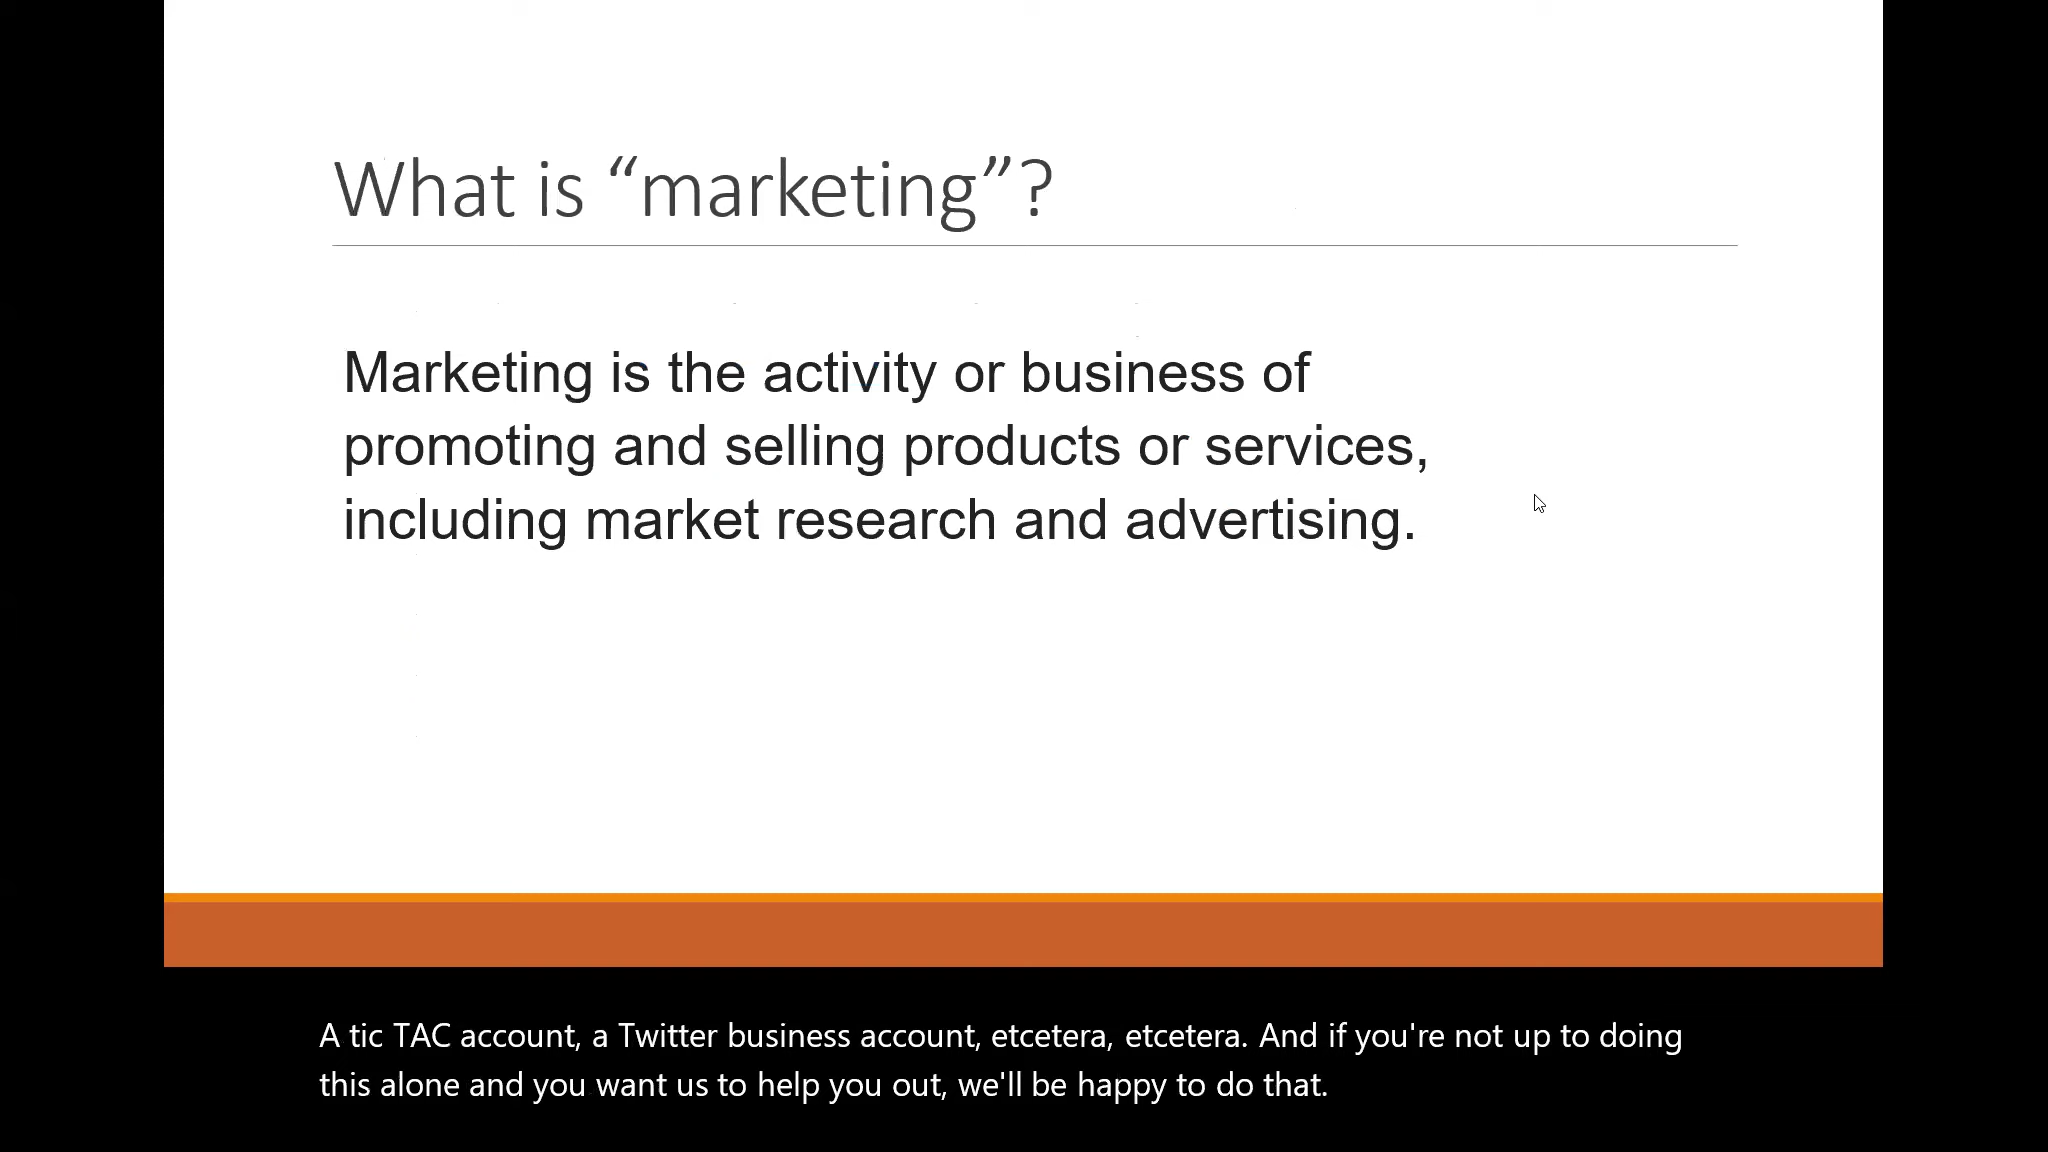 What is “marketing”?
Marketing is the activity or business of
promoting and selling products or services,
including market research and advertising.
A tic TAC account, a Twitter business account, etcetera, etcetera. And if you're not up to doing
this alone and you want us to help you out, we'll be happy to do that.